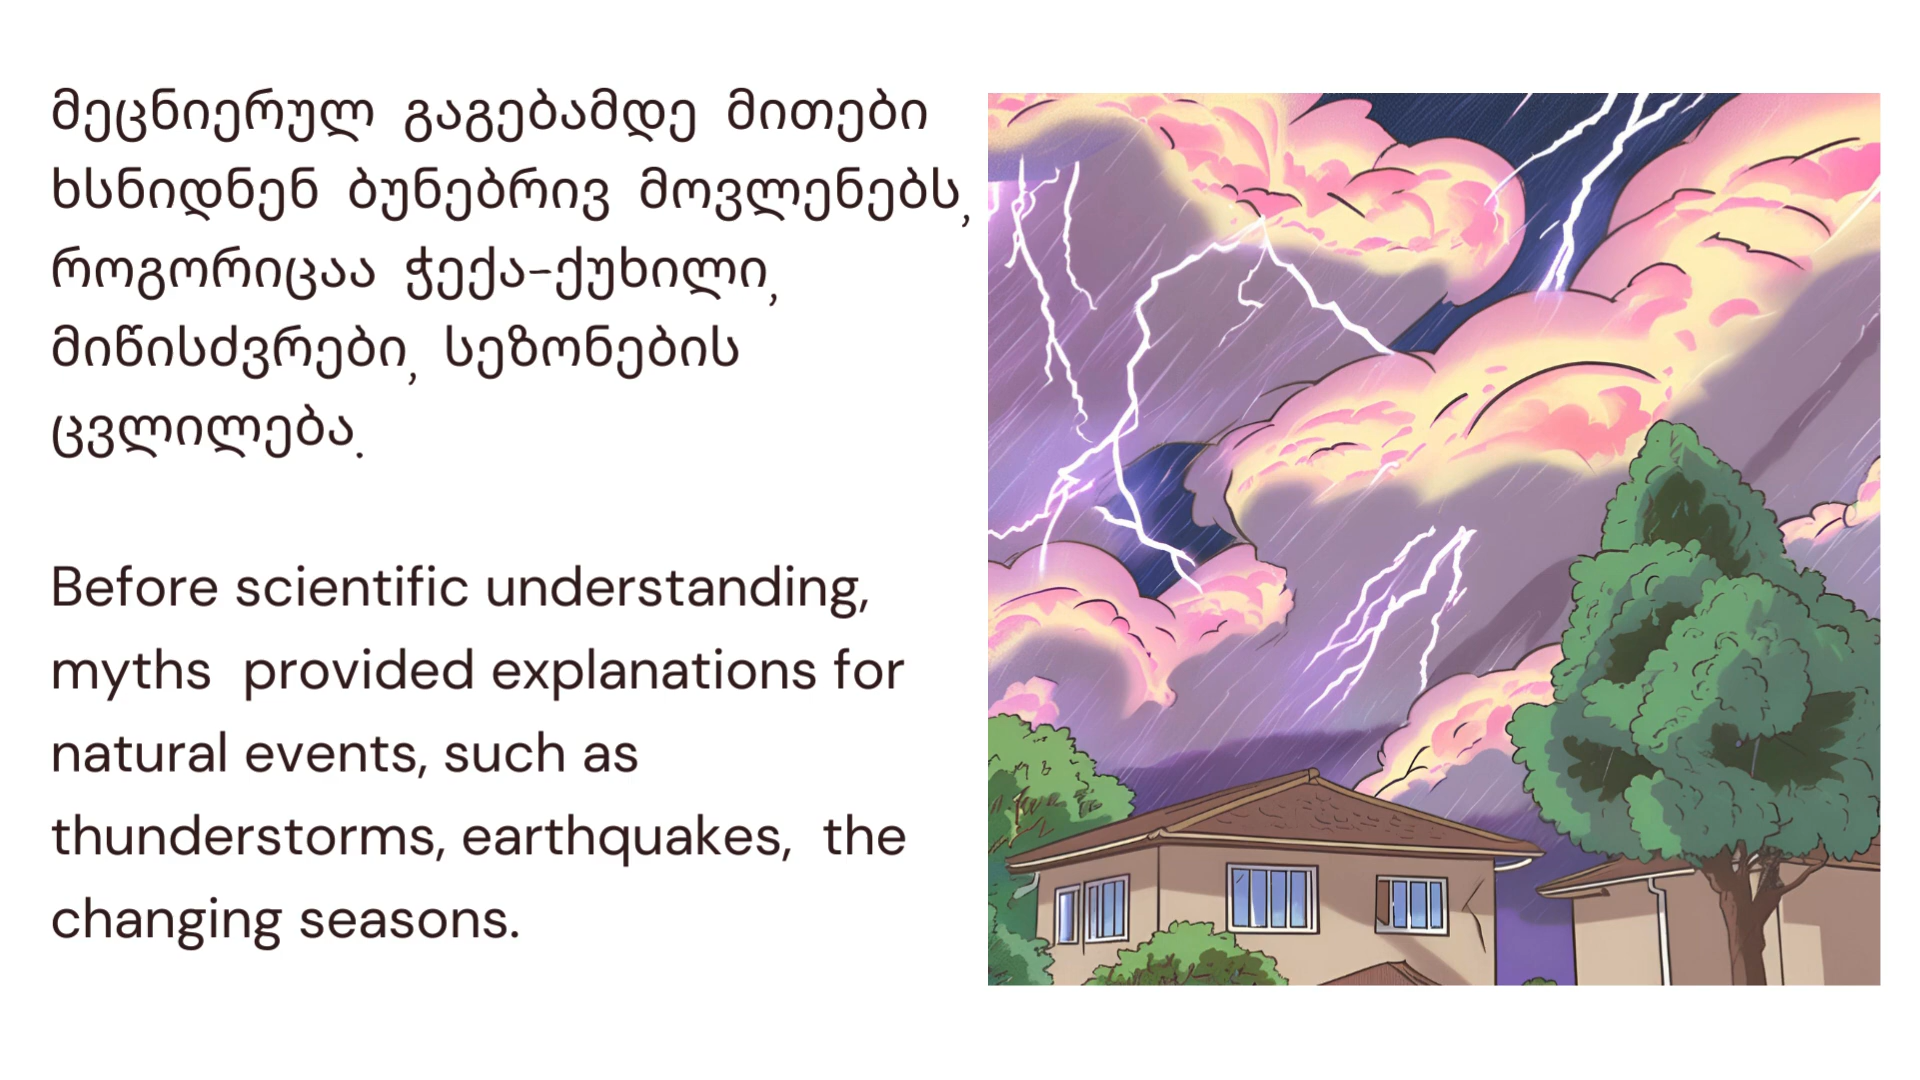 მეცნიერულ გაგებამდე მითები
ხსნიდნენ ბუნებრივ მოვლენებს,
როგორიცაა ჭექა-ქუხილი,
მიწისძვრები, სეზონების
ცვლილება.
Before scientific understanding,
myths provided explanations for
natural events, such as
thunderstorms, earthquakes, the
changing seasons.